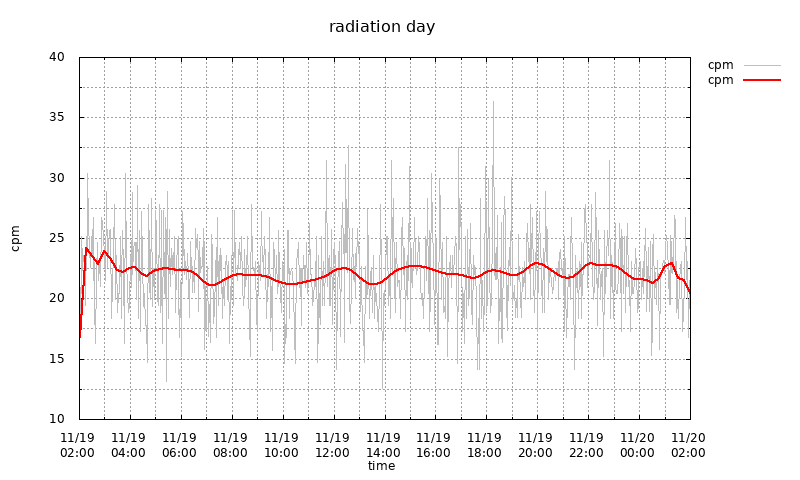 radiation day
cpm
cpm
40
35
30
25
20
15
10
cpm
11/19 11/19 11/19 11/19 11/19 11/19 11/19 11/19 11/19 11/19 11/19 11/20 11/20
02:00 04:00 06:00 08:00 10:00 12:00 14:00 16:00 18:00 20:00 22:00 00:00 02:00
time